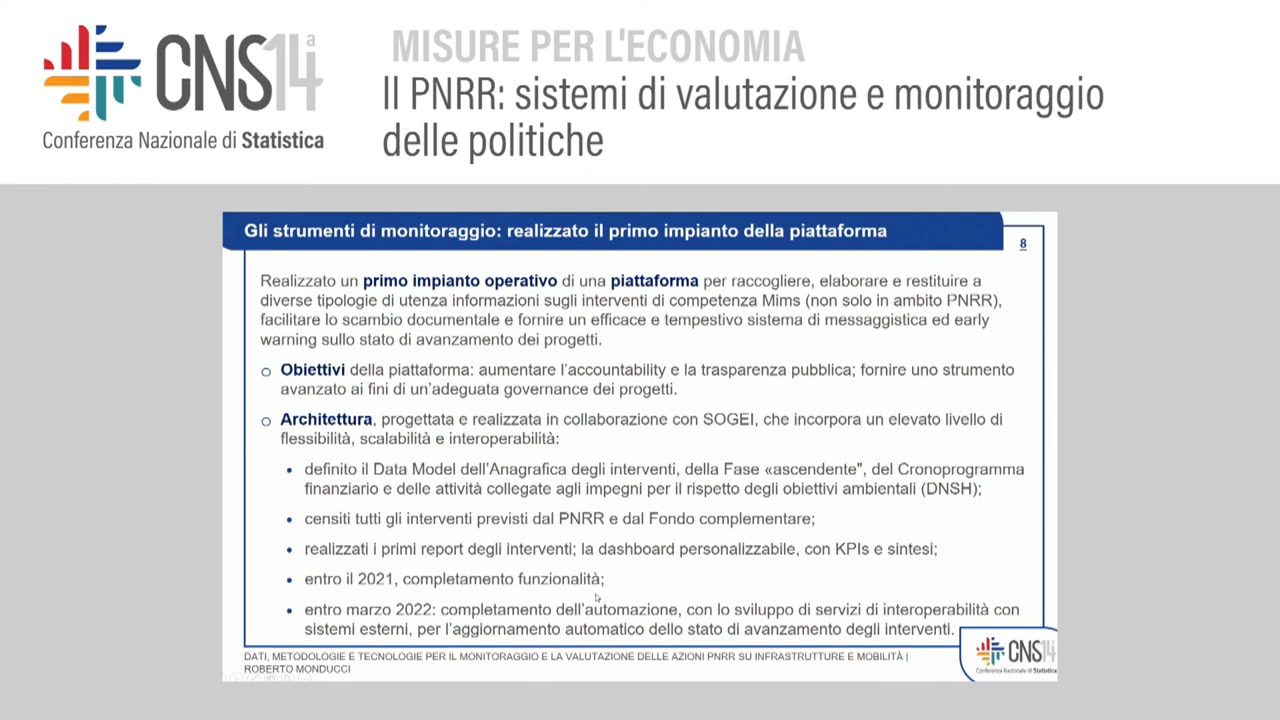 CNS14a
Conferenza Nazionale di Statistica
MISURE PER L'ECONOMIA
Il PNRR: sistemi di valutazione e monitoraggio
delle politiche
Gli strumenti di monitoraggio: realizzato il primo impianto della piattaforma
8
Realizzato un primo impianto operativo di una piattaforma per raccogliere, elaborare e restituire a
diverse tipologie di utenza informazioni sugli interventi di competenza Mims (non solo in ambito PNRR),
facilitare lo scambio documentale e fornire un efficace e tempestivo sistema di messaggistica ed early
warning sullo stato di avanzamento dei progetti.
Obiettivi della piattaforma: aumentare l'accountability e la trasparenza pubblica; fornire uno strumento
avanzato ai fini di un'adeguata governance dei progetti.
Architettura, progettata e realizzata in collaborazione con SOGEI, che incorpora un elevato livello di
flessibilità, scalabilità e interoperabilità:
• definito il Data Model dell'Anagrafica degli interventi, della Fase «ascendente", del Cronoprogramma
finanziario e delle attività collegate agli impegni per il rispetto degli obiettivi ambientali (DNSH);
• censiti tutti gli interventi previsti dal PNRR e dal Fondo complementare;
• realizzati i primi report degli interventi; la dashboard personalizzabile, con KPIs e sintesi;
• entro il 2021, completamento funzionalità;
• entro marzo 2022: completamento dell'automazione, con lo sviluppo di servizi di interoperabilità con
sistemi esterni, per l'aggiornamento automatico dello stato di avanzamento degli interventi.
DATI, METODOLOGIE E TECNOLOGIE PER IL MONITORAGGIO E LA VALUTAZIONE DELLE AZIONI PNRR SU INFRASTRUTTURE E MOBILITÀ |
ROBERTO MONDUCCI
CNS14
Conferenza Nazionale di Statistica